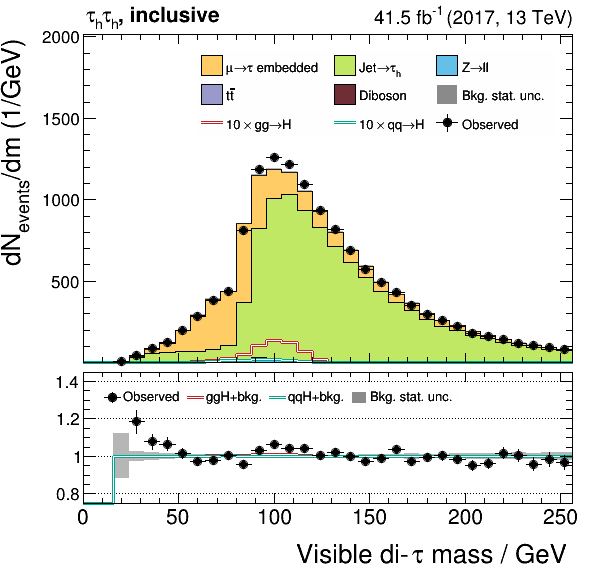 τhτh, inclusive
41.5 fb⁻¹ (2017, 13 TeV)
dNevents/dm (1/GeV)
2000
1500
1000
500
μ→τ embedded
Jet→τh
Z→ll
tt̄
Diboson
Bkg. stat. unc.
10 × gg→H
10 × qq→H
Observed
1.4
1.2
1
0.8
Observed
ggH+bkg.
qqH+bkg.
Bkg. stat. unc.
0
50
100
150
200
250
Visible di-τ mass / GeV